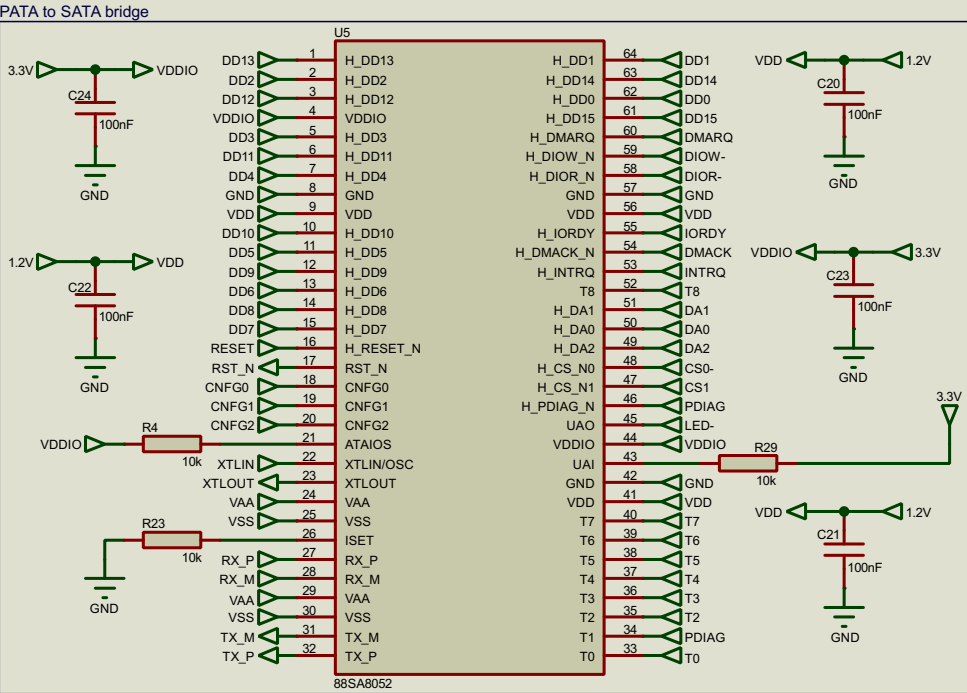 PATA to SATA bridge
U5
3.3V VDDIO
C24
100nF
GND
1.2V VDD
C22
100nF
GND
VDD 1.2V
C20
100nF
GND
VDDIO 3.3V
C23
100nF
GND
3.3V
R29
10k
VDD 1.2V
C21
100nF
GND
VDDIO R4
10k
R23
10k
GND
DD13 1 H_DD13 H_DD1 64 DD1
DD2 2 H_DD2 H_DD14 63 DD14
DD12 3 H_DD12 H_DD0 62 DD0
VDDIO 4 VDDIO H_DD15 61 DD15
DD3 5 H_DD3 H_DMARQ 60 DMARQ
DD11 6 H_DD11 H_DIOW_N 59 DIOW-
DD4 7 H_DD4 H_DIOR_N 58 DIOR-
GND 8 GND GND 57 GND
VDD 9 VDD VDD 56 VDD
DD10 10 H_DD10 H_IORDY 55 IORDY
DD5 11 H_DD5 H_DMACK_N 54 DMACK
DD9 12 H_DD9 H_INTRQ 53 INTRQ
DD6 13 H_DD6 T8 52 T8
DD8 14 H_DD8 H_DA1 51 DA1
DD7 15 H_DD7 H_DA0 50 DA0
RESET 16 H_RESET_N H_DA2 49 DA2
RST_N 17 RST_N H_CS_N0 48 CS0-
CNFG0 18 CNFG0 H_CS_N1 47 CS1
CNFG1 19 CNFG1 H_PDIAG_N 46 PDIAG
CNFG2 20 CNFG2 UAO 45 LED-
21 ATAIOS VDDIO 44 VDDIO
XTLIN 22 XTLIN/OSC UAI 43
XTLOUT 23 XTLOUT GND 42 GND
VAA 24 VAA VDD 41 VDD
VSS 25 VSS T7 40 T7
26 ISET T6 39 T6
RX_P 27 RX_P T5 38 T5
RX_M 28 RX_M T4 37 T4
VAA 29 VAA T3 36 T3
VSS 30 VSS T2 35 T2
TX_M 31 TX_M T1 34 PDIAG
TX_P 32 TX_P T0 33 T0
88SA8052